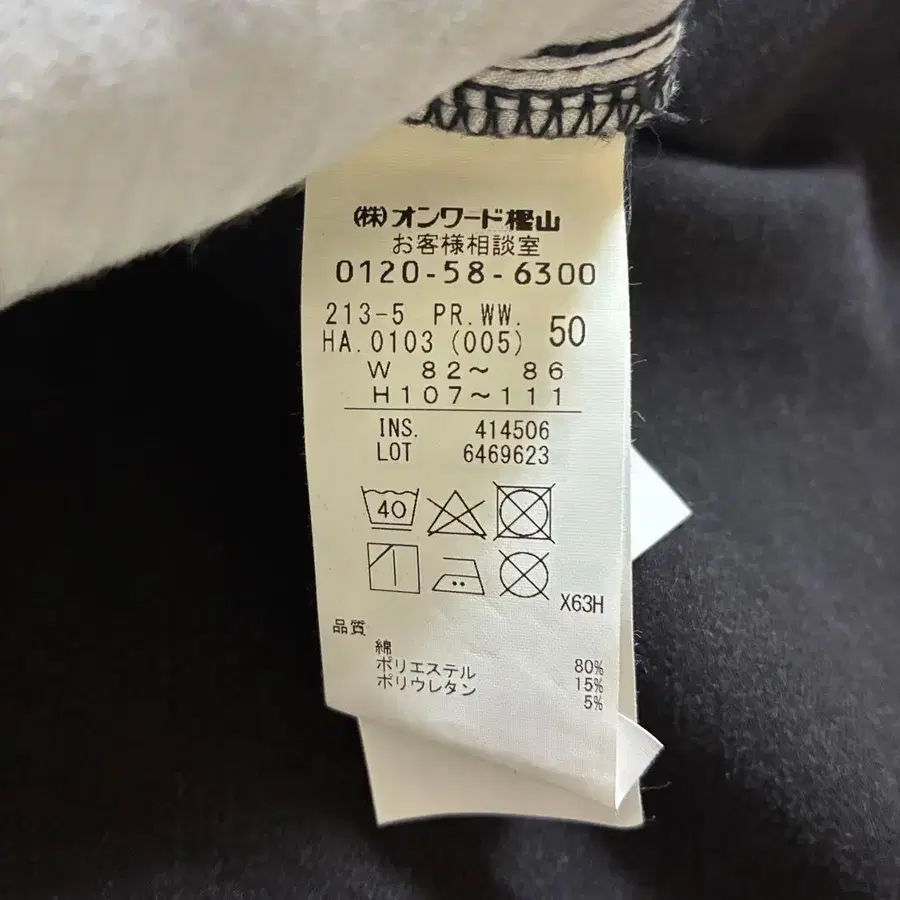 (株)オンワード樫山
お客様相談室
0120-58-6300
213-5 PR.WW. 50
HA.0103 (005)
W 82～ 86
H107～111
INS. 414506
LOT 6469623
40
X63H
品質
綿 80%
ポリエステル 15%
ポリウレタン 5%